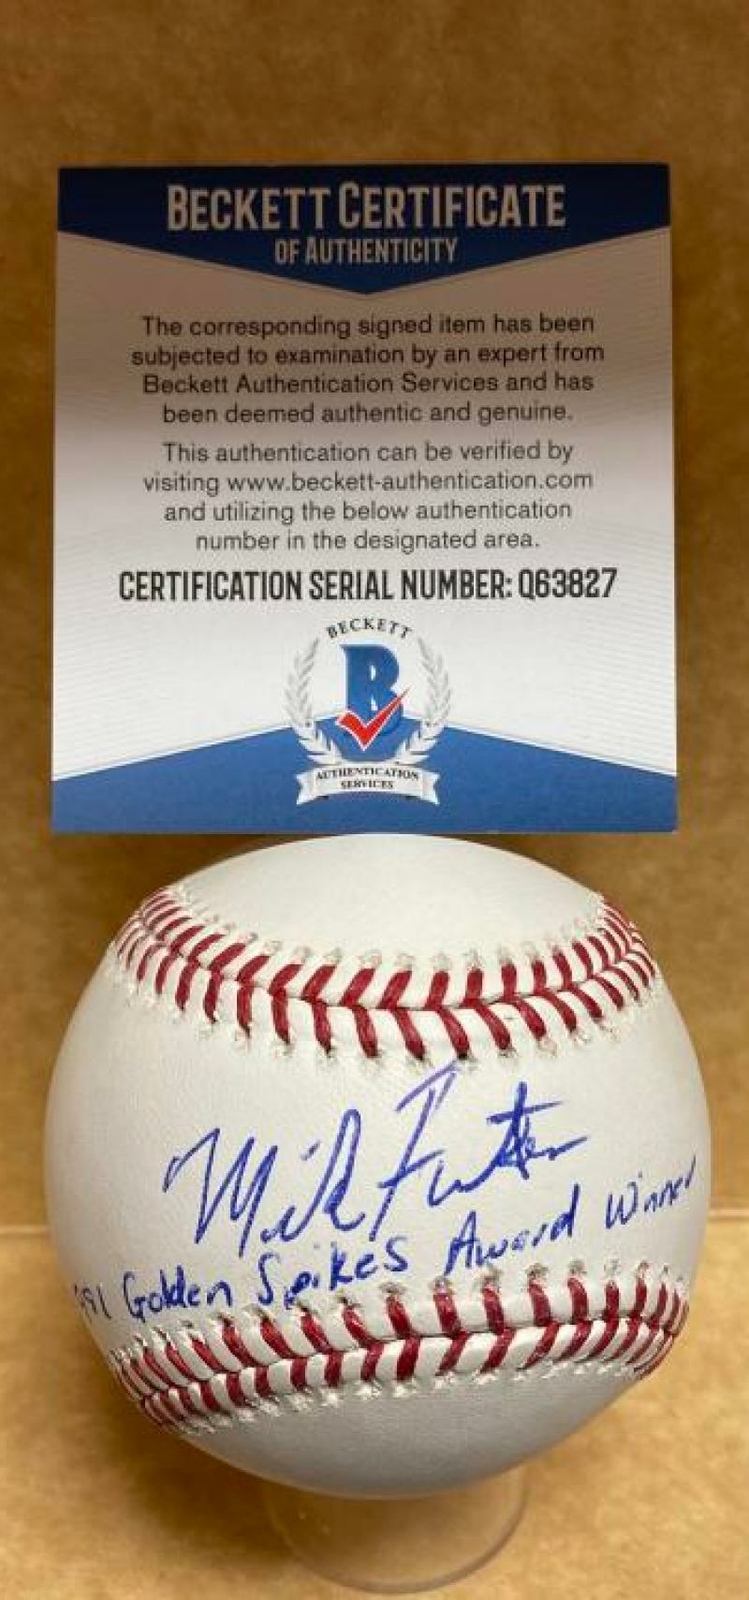 BECKETT CERTIFICATE
OF AUTHENTICITY
The corresponding signed item has been
subjected to examination by an expert from
Beckett Authentication Services and has
been deemed authentic and genuine.
This authentication can be verified by
visiting www.beckett-authentication.com
and utilizing the below authentication
number in the designated area.
CERTIFICATION SERIAL NUMBER: Q63827
BECKETT
B
AUTHENTICATION
SERVICES
Mike
91 Golden Spikes Award Winner